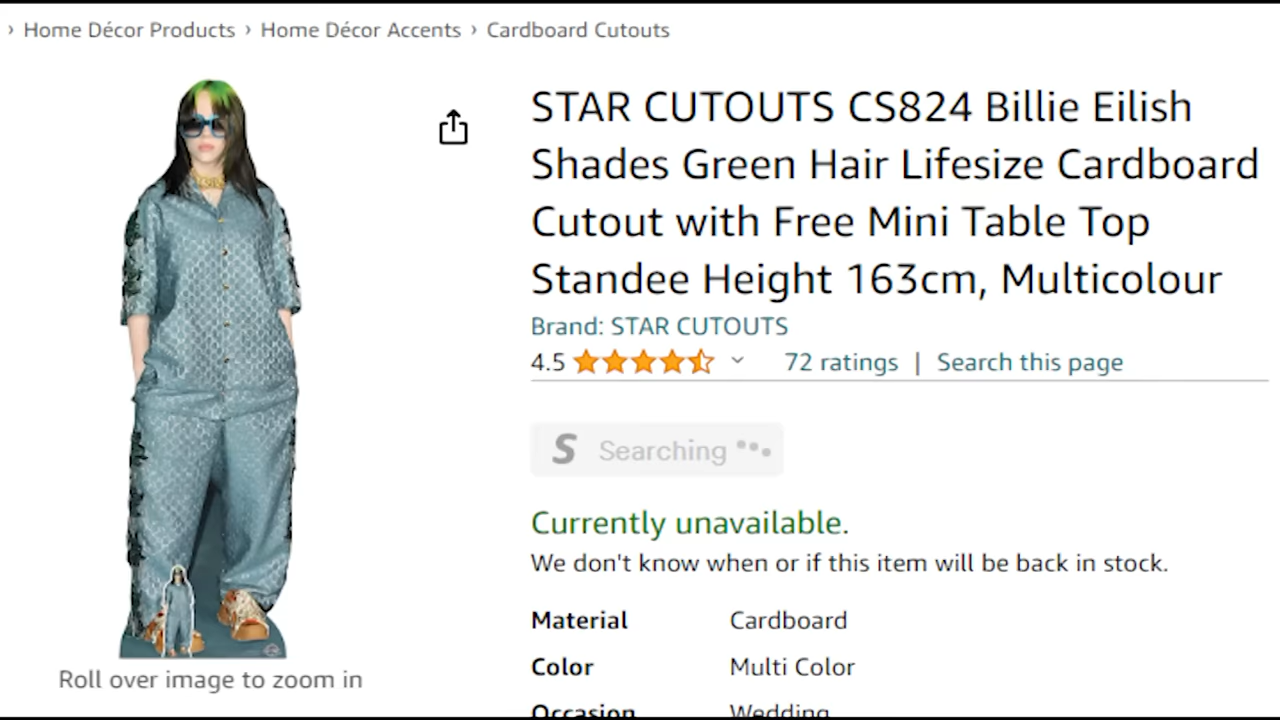 › Home Décor Products › Home Décor Accents › Cardboard Cutouts
STAR CUTOUTS CS824 Billie Eilish
Shades Green Hair Lifesize Cardboard
Cutout with Free Mini Table Top
Standee Height 163cm, Multicolour
Brand: STAR CUTOUTS
4.5 72 ratings | Search this page
S Searching
Currently unavailable.
We don't know when or if this item will be back in stock.
Material Cardboard
Color Multi Color
Occasion Wedding
Roll over image to zoom in